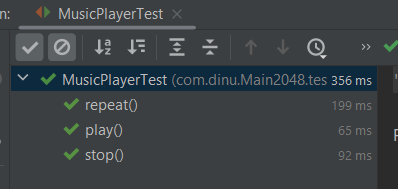 n:
MusicPlayerTest
MusicPlayerTest (com.dinu.Main2048.tes 356 ms
repeat() 199 ms
play() 65 ms
stop() 92 ms